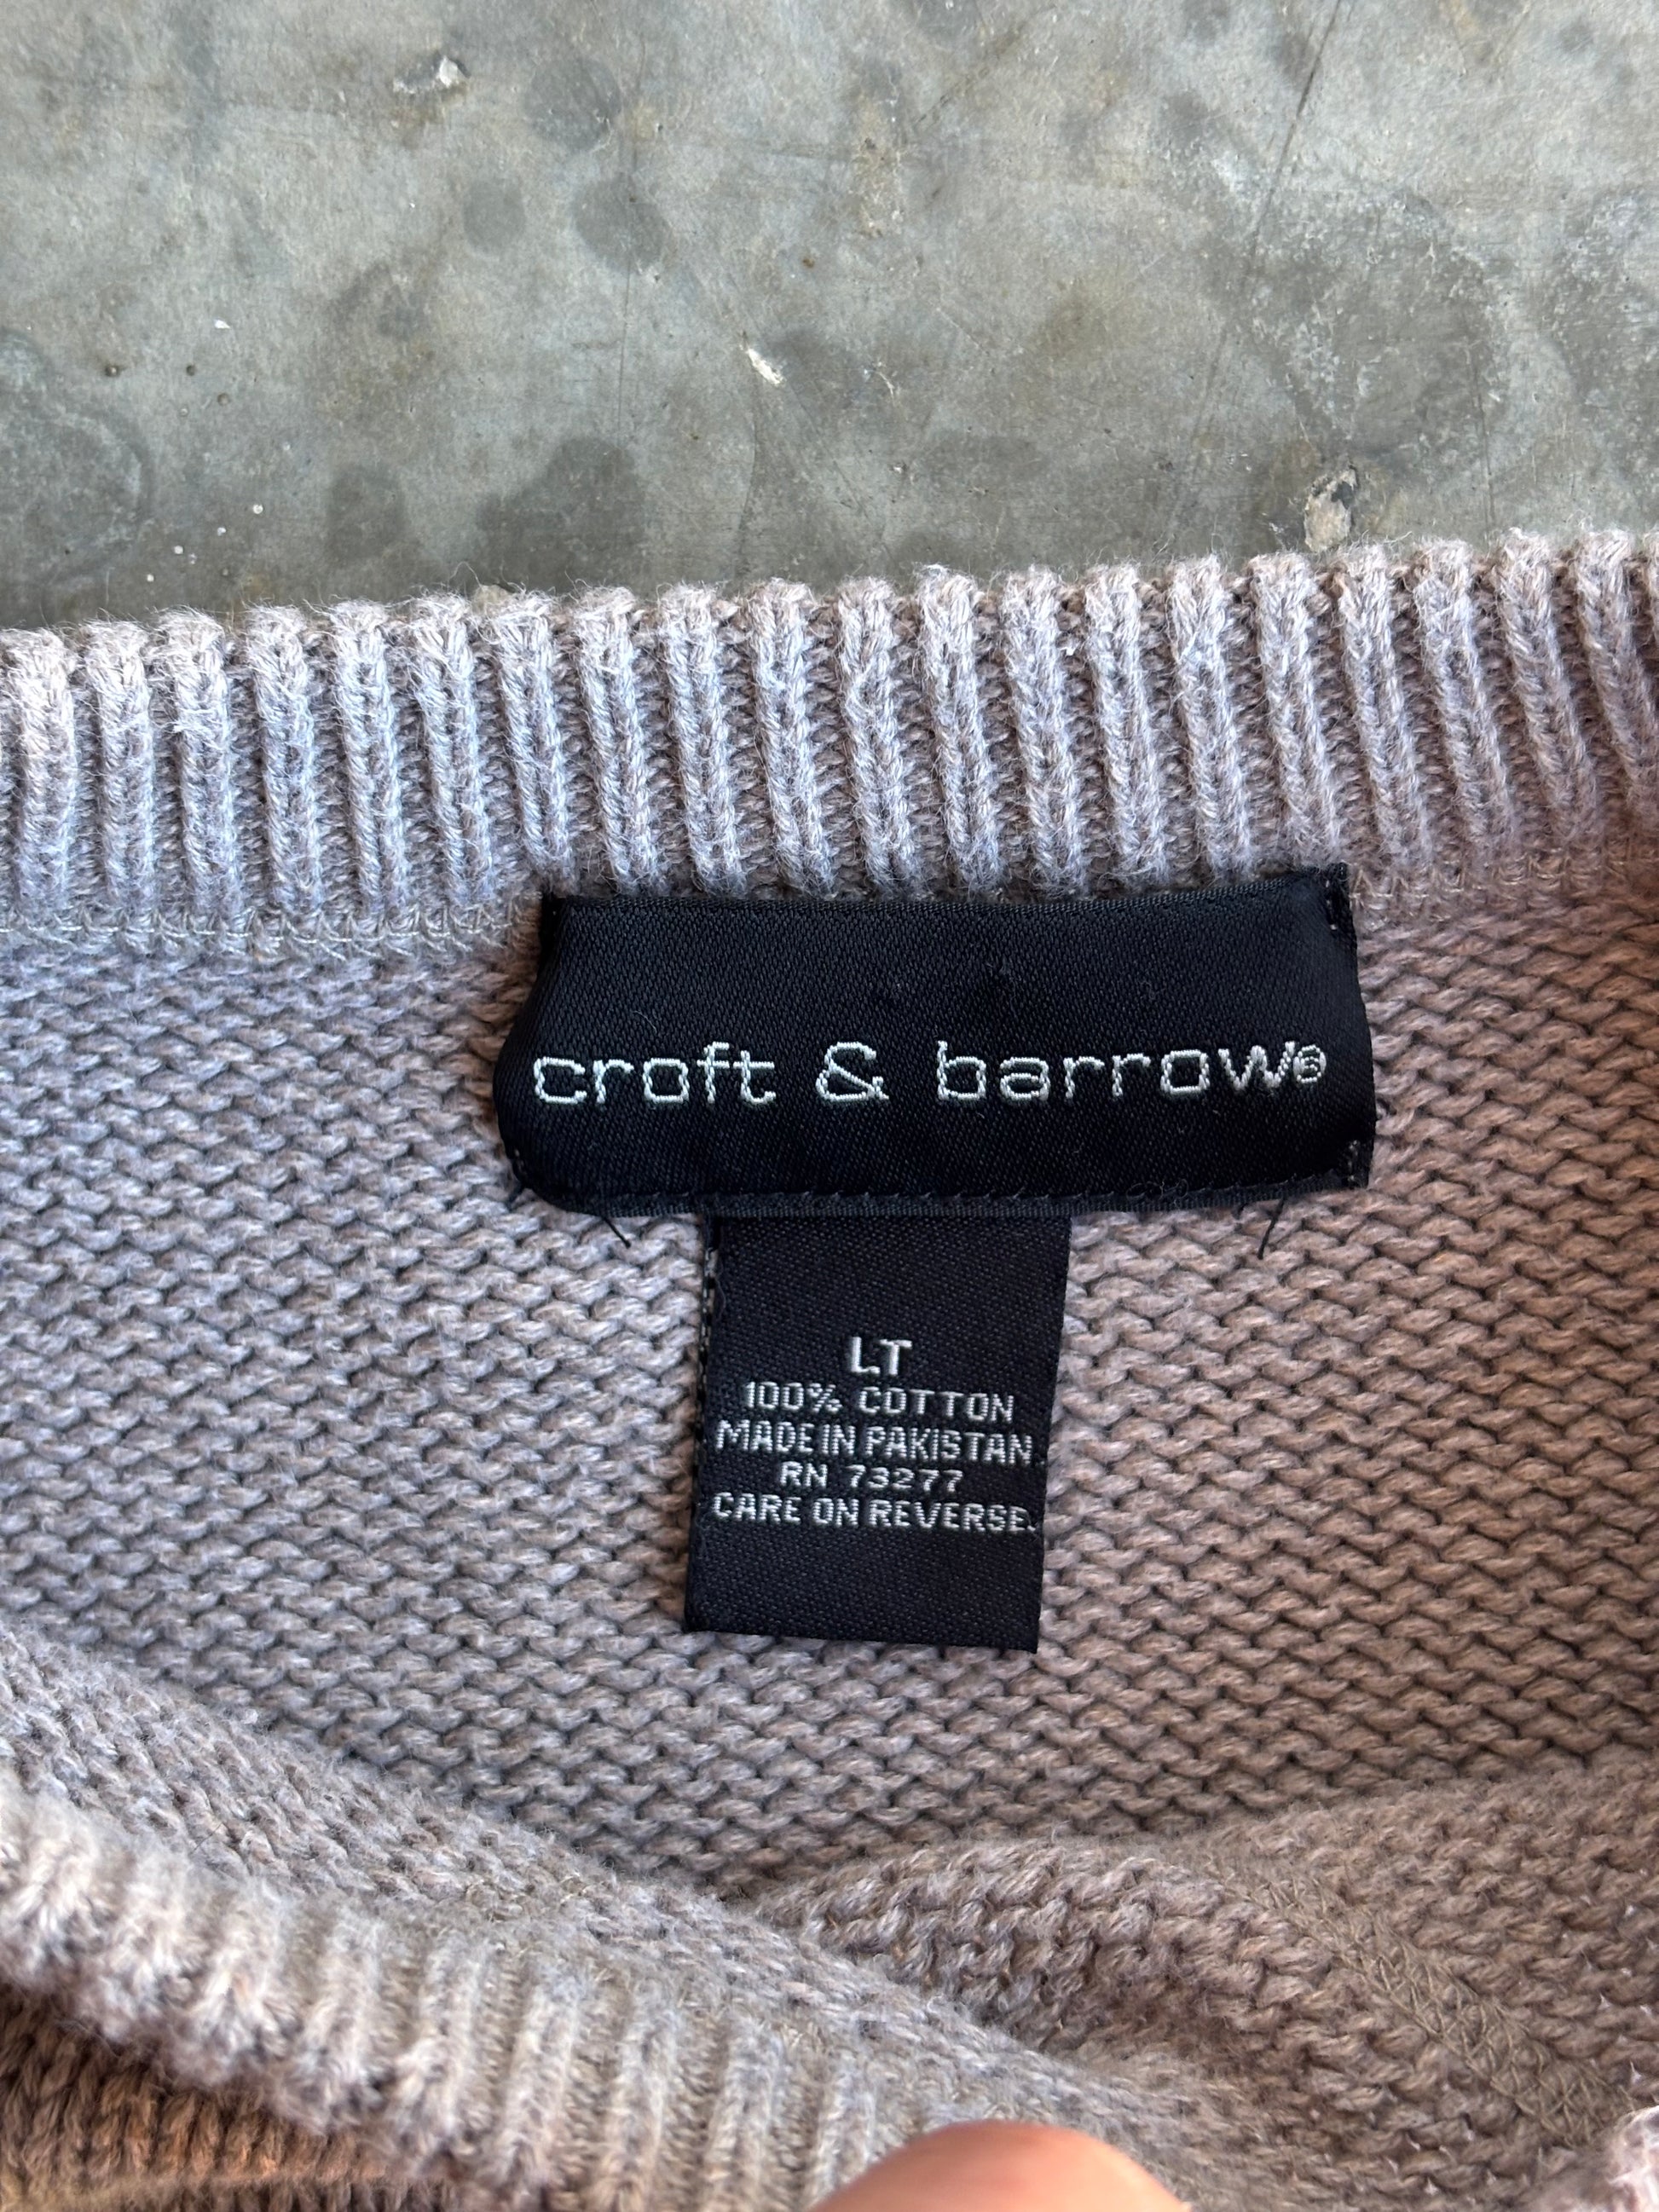 croft & barrow®
LT
100% COTTON
MADE IN PAKISTAN
RN 73277
CARE ON REVERSE.